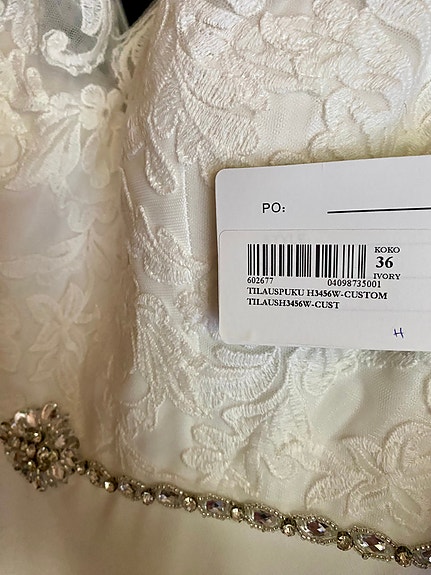 PO:
KOKO
36
IVORY
602677 04098735001
TILAUSPUKU H3456W-CUSTOM
TILAUSH3456W-CUST
H